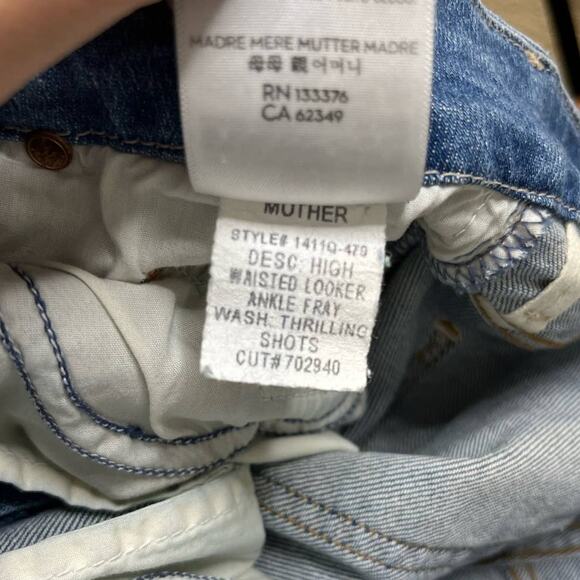 MADRE MERE MUTTER MADRE
母母 親 어머니
RN 133376
CA 62349
MOTHER
STYLE# 1411Q-479
DESC: HIGH
WAISTED LOOKER
ANKLE FRAY
WASH: THRILLING
SHOTS
CUT# 702940